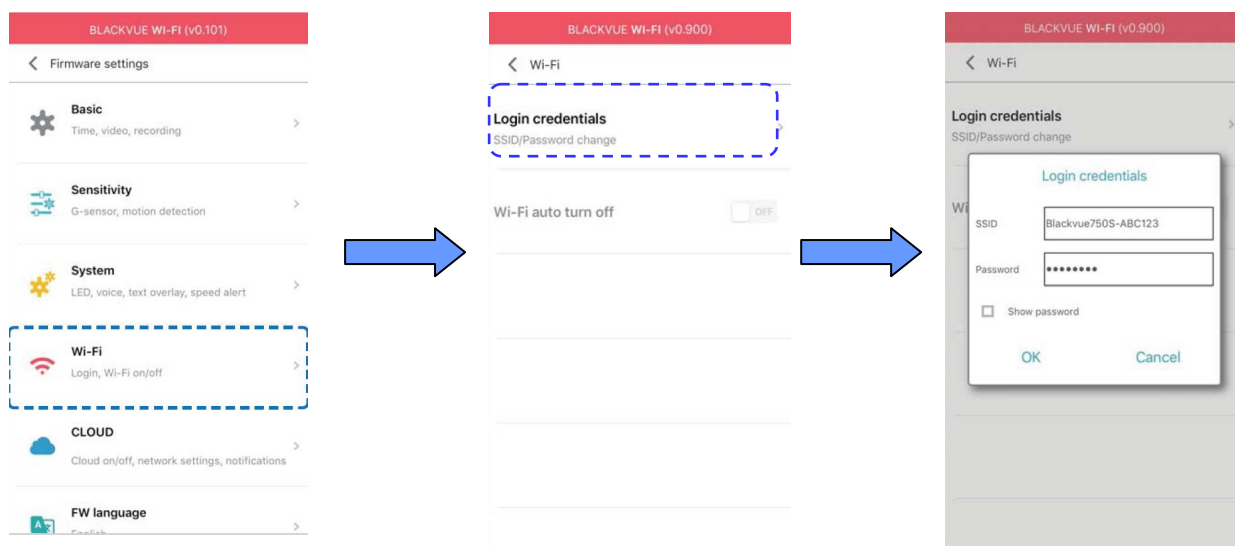 BLACKVUE WI-FI (v0.101)
Firmware settings
Basic
Time, video, recording
Sensitivity
G-sensor, motion detection
System
LED, voice, text overlay, speed alert
Wi-Fi
Login, Wi-Fi on/off
CLOUD
Cloud on/off, network settings, notifications
FW language
English
BLACKVUE WI-FI (v0.900)
Wi-Fi
Login credentials
SSID/Password change
Wi-Fi auto turn off
OFF
BLACKVUE WI-FI (v0.900)
Wi-Fi
Login credentials
SSID/Password change
Wi
Login credentials
SSID
Blackvue750S-ABC123
Password
••••••••
Show password
OK
Cancel